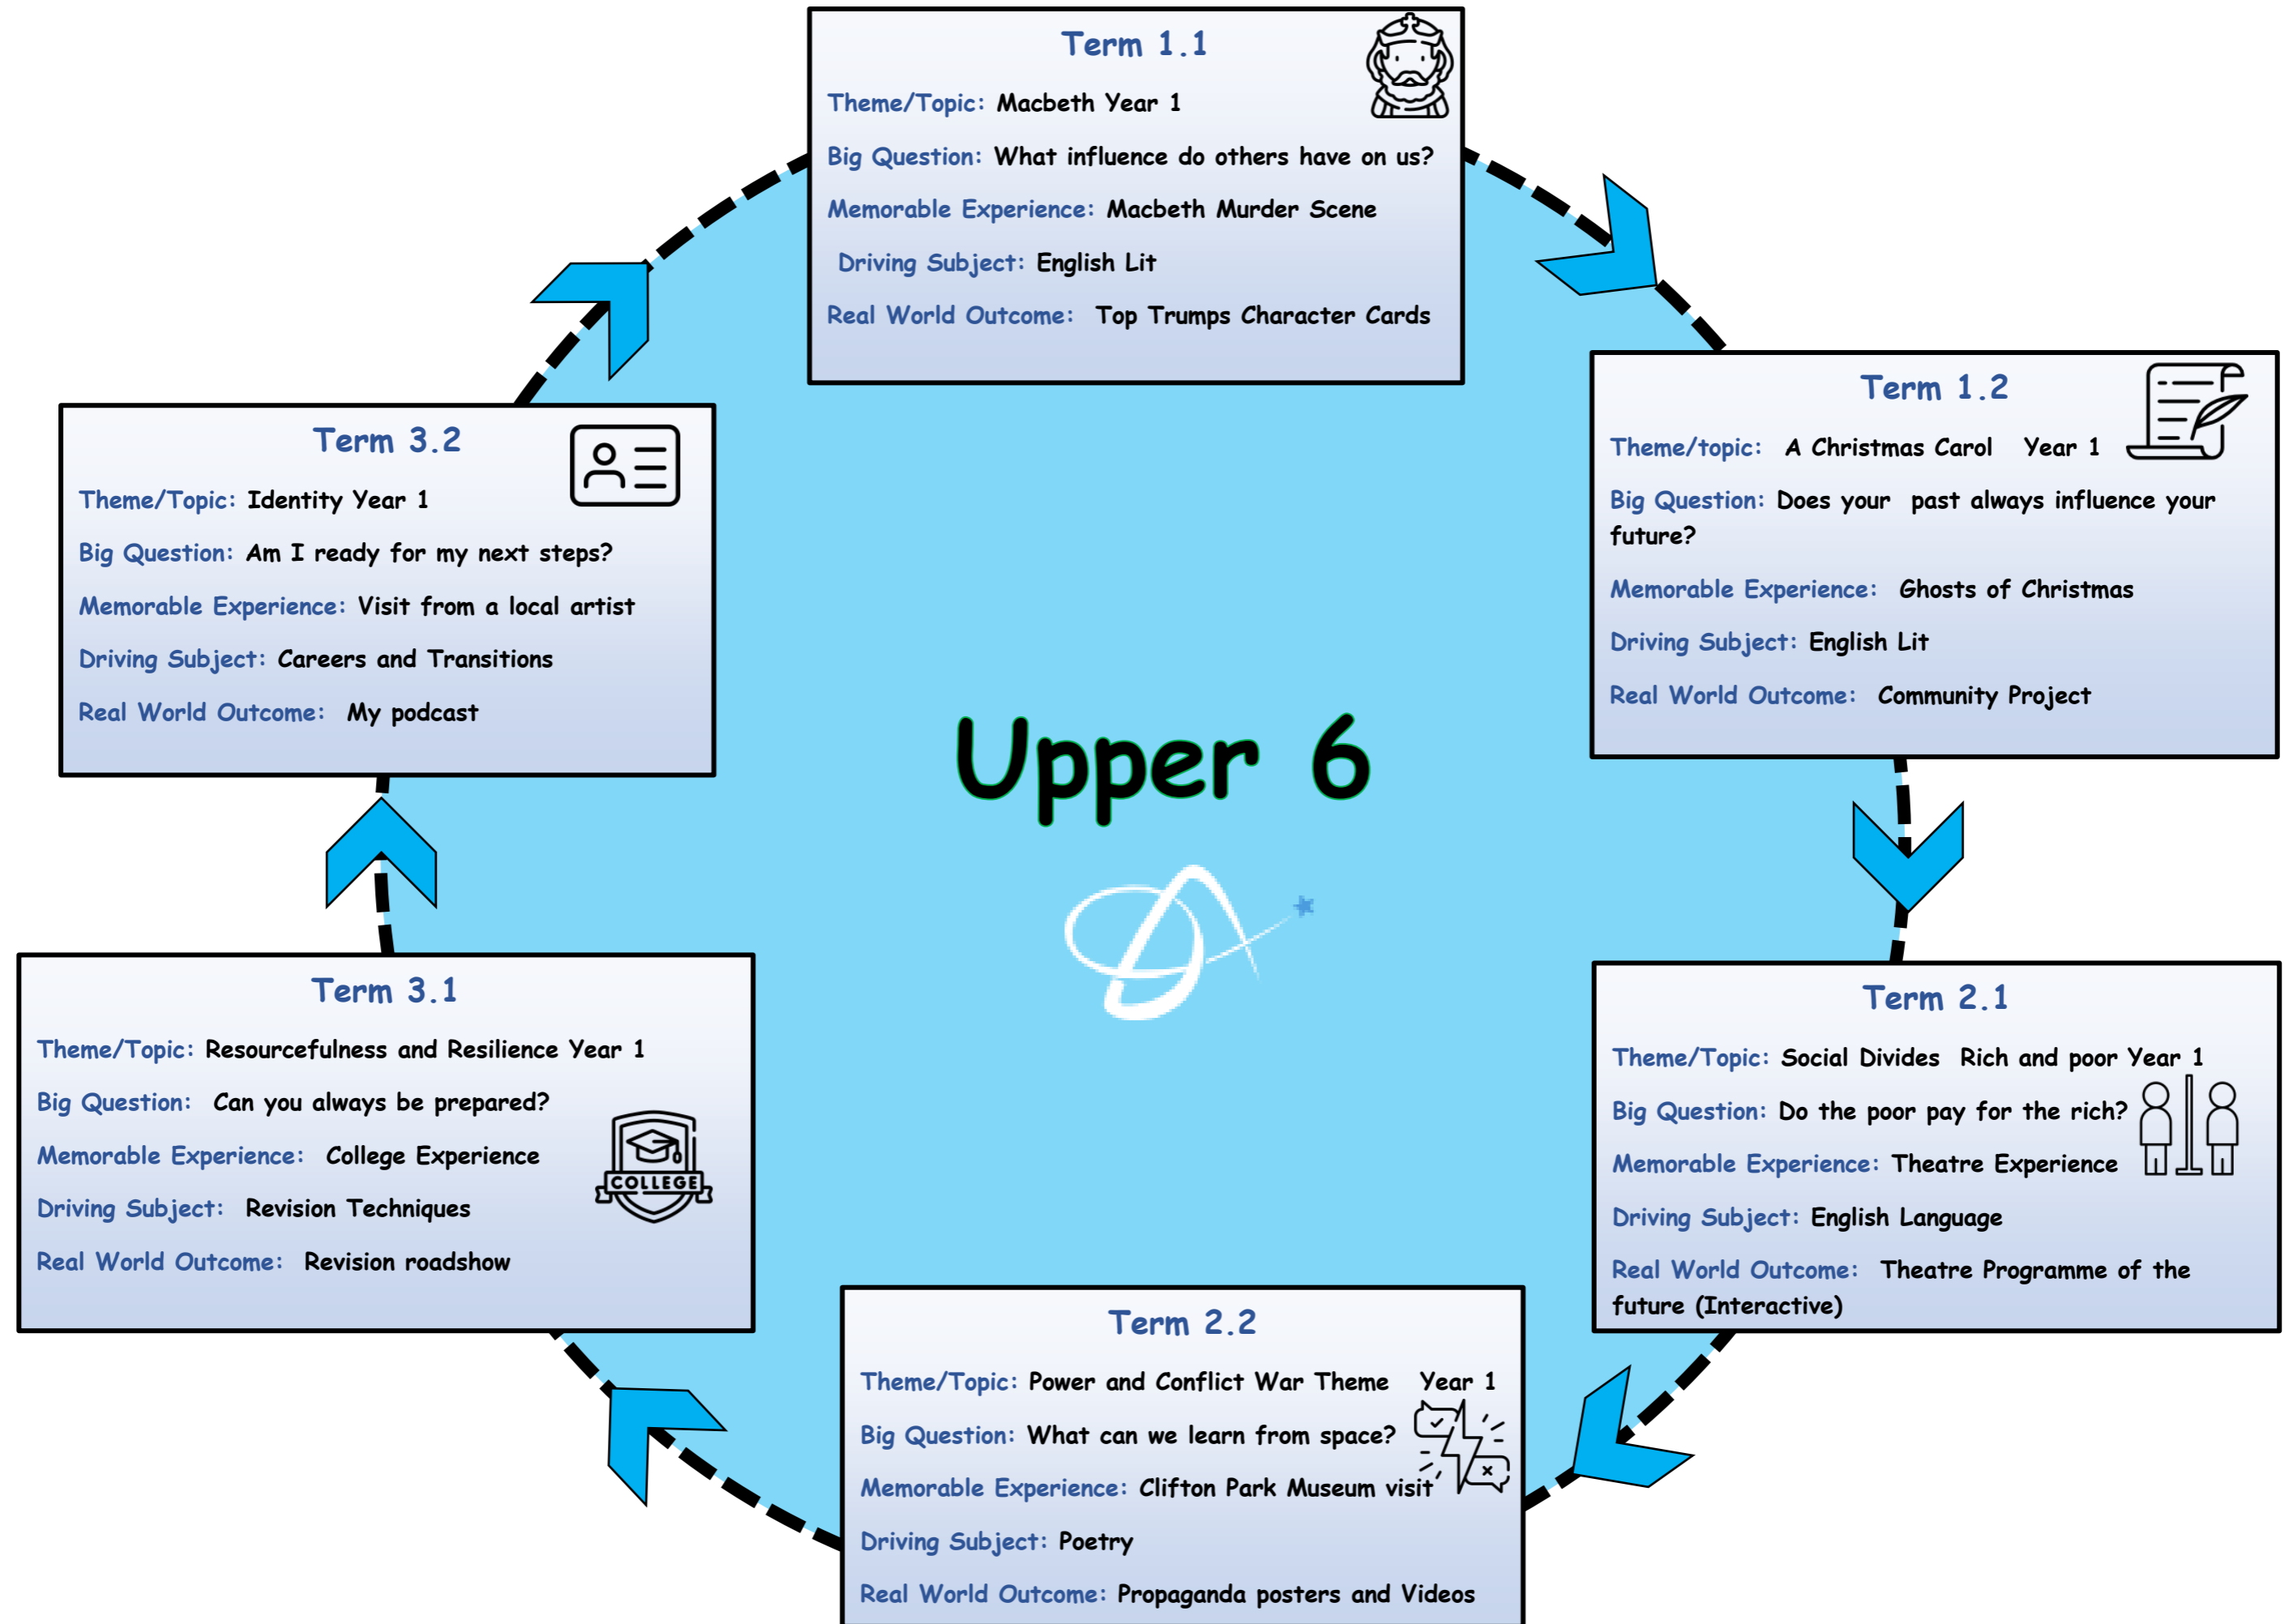 Term 1.1
Theme/Topic: Macbeth Year 1
Big Question: What influence do others have on us?
Memorable Experience: Macbeth Murder Scene
Driving Subject: English Lit
Real World Outcome: Top Trumps Character Cards
Term 1.2
Theme/topic: A Christmas Carol Year 1
Big Question: Does your past always influence your
future?
Memorable Experience: Ghosts of Christmas
Driving Subject: English Lit
Real World Outcome: Community Project
Term 2.1
Theme/Topic: Social Divides Rich and poor Year 1
Big Question: Do the poor pay for the rich?
Memorable Experience: Theatre Experience
Driving Subject: English Language
Real World Outcome: Theatre Programme of the
future (Interactive)
Term 2.2
Theme/Topic: Power and Conflict War Theme Year 1
Big Question: What can we learn from space?
Memorable Experience: Clifton Park Museum visit
Driving Subject: Poetry
Real World Outcome: Propaganda posters and Videos
Term 3.1
Theme/Topic: Resourcefulness and Resilience Year 1
Big Question: Can you always be prepared?
Memorable Experience: College Experience
Driving Subject: Revision Techniques
Real World Outcome: Revision roadshow
COLLEGE
Term 3.2
Theme/Topic: Identity Year 1
Big Question: Am I ready for my next steps?
Memorable Experience: Visit from a local artist
Driving Subject: Careers and Transitions
Real World Outcome: My podcast
Upper 6
DA